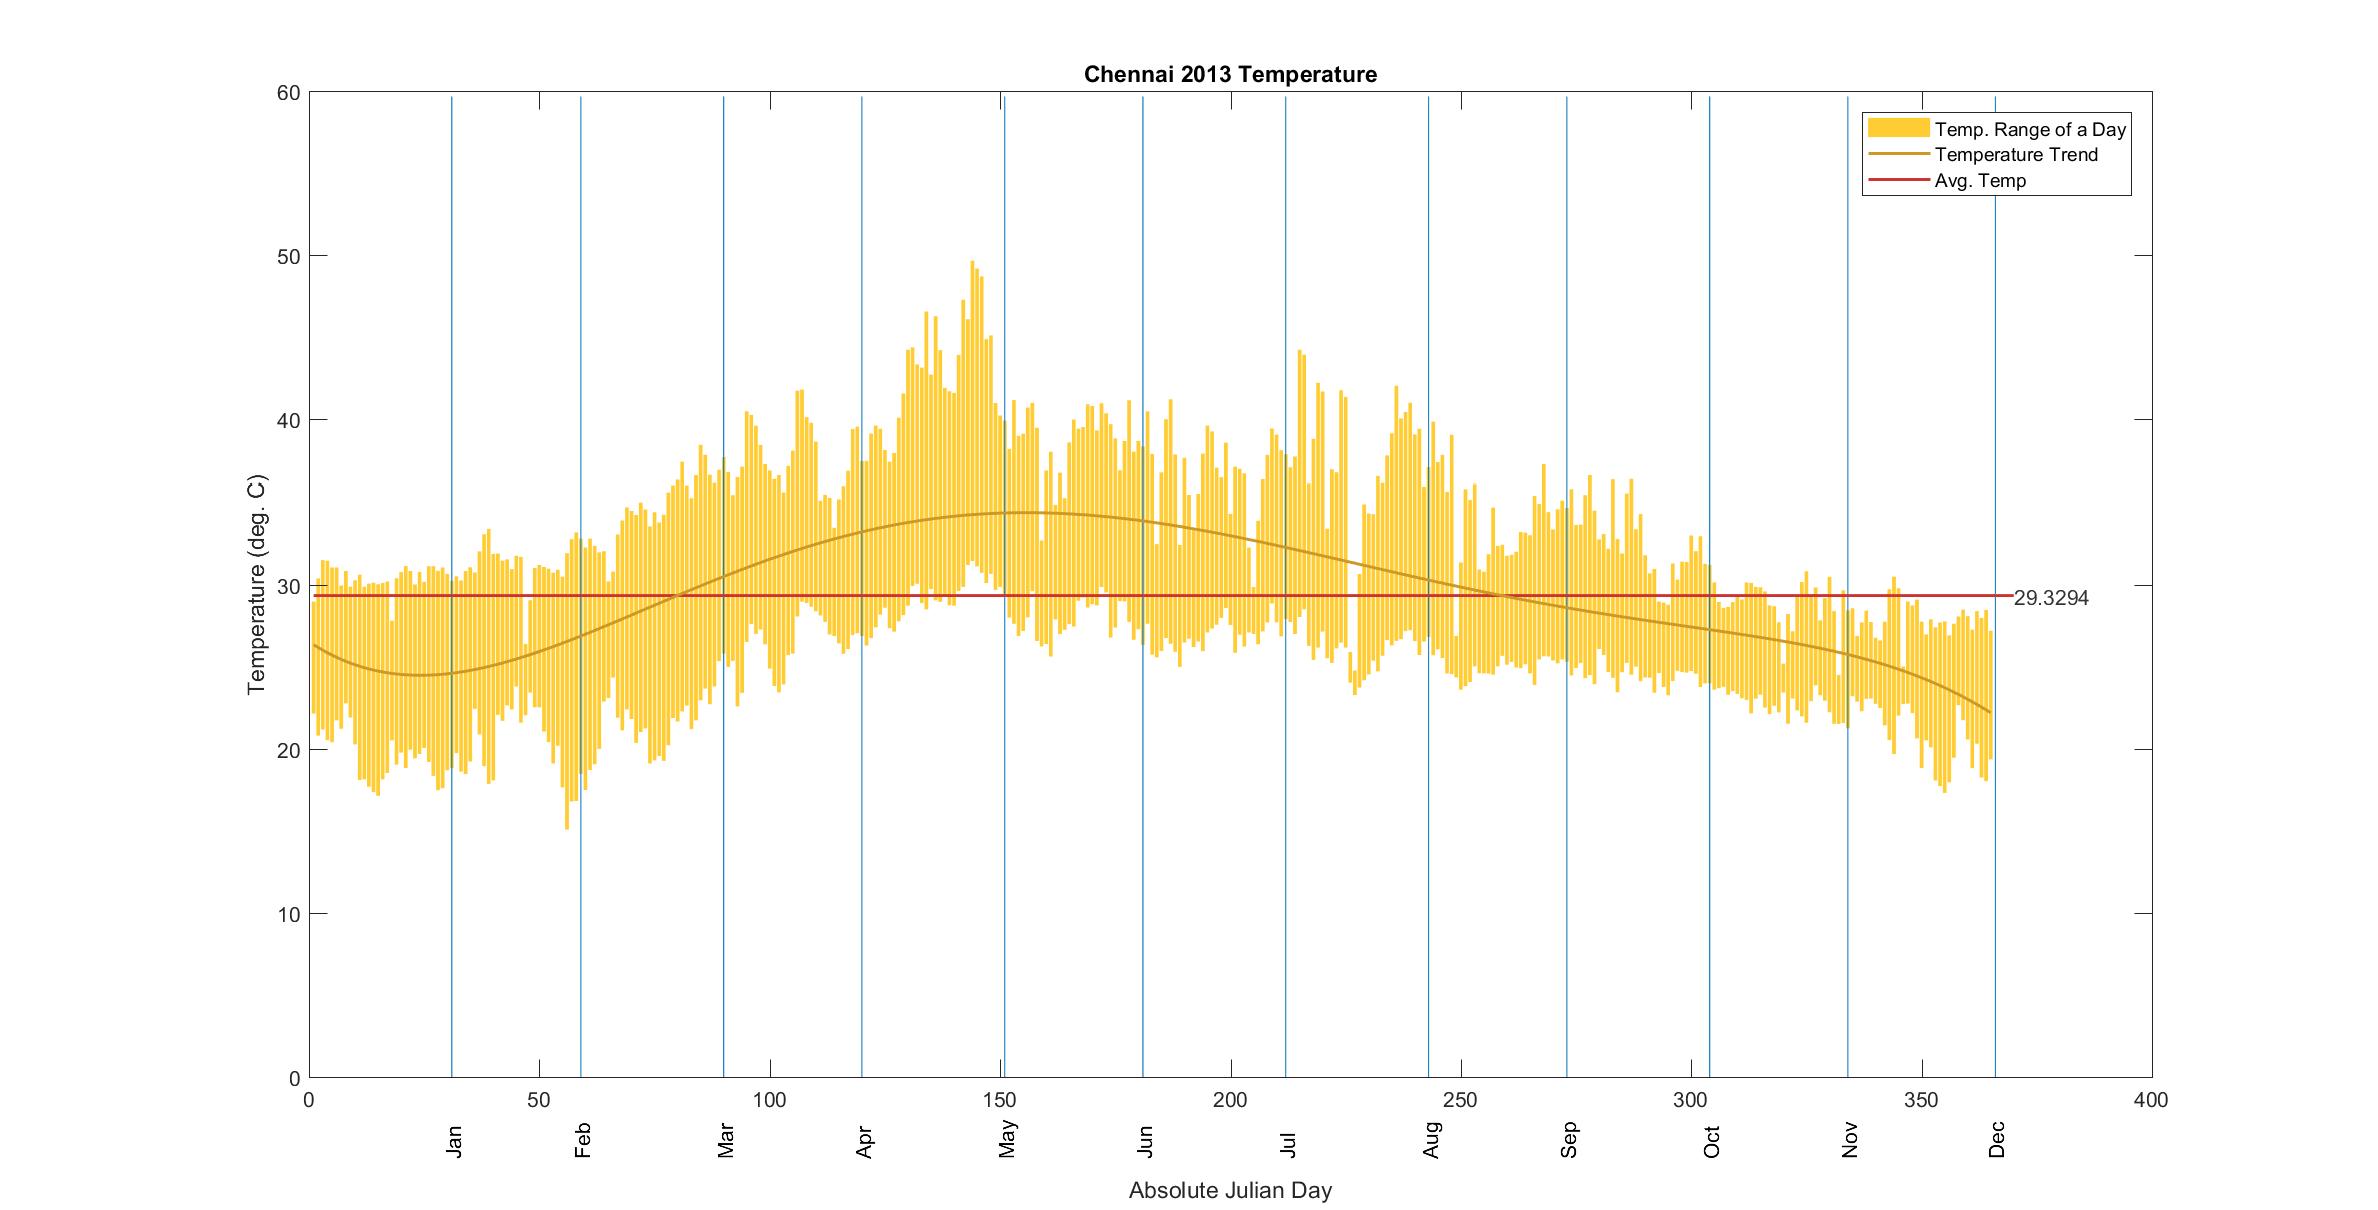 Chennai 2013 Temperature
60
50
40
30
20
10
0
Temperature (deg. C)
Temp. Range of a Day
Temperature Trend
Avg. Temp
29.3294
0 50 100 150 200 250 300 350 400
Jan Feb Mar Apr May Jun Jul Aug Sep Oct Nov Dec
Absolute Julian Day